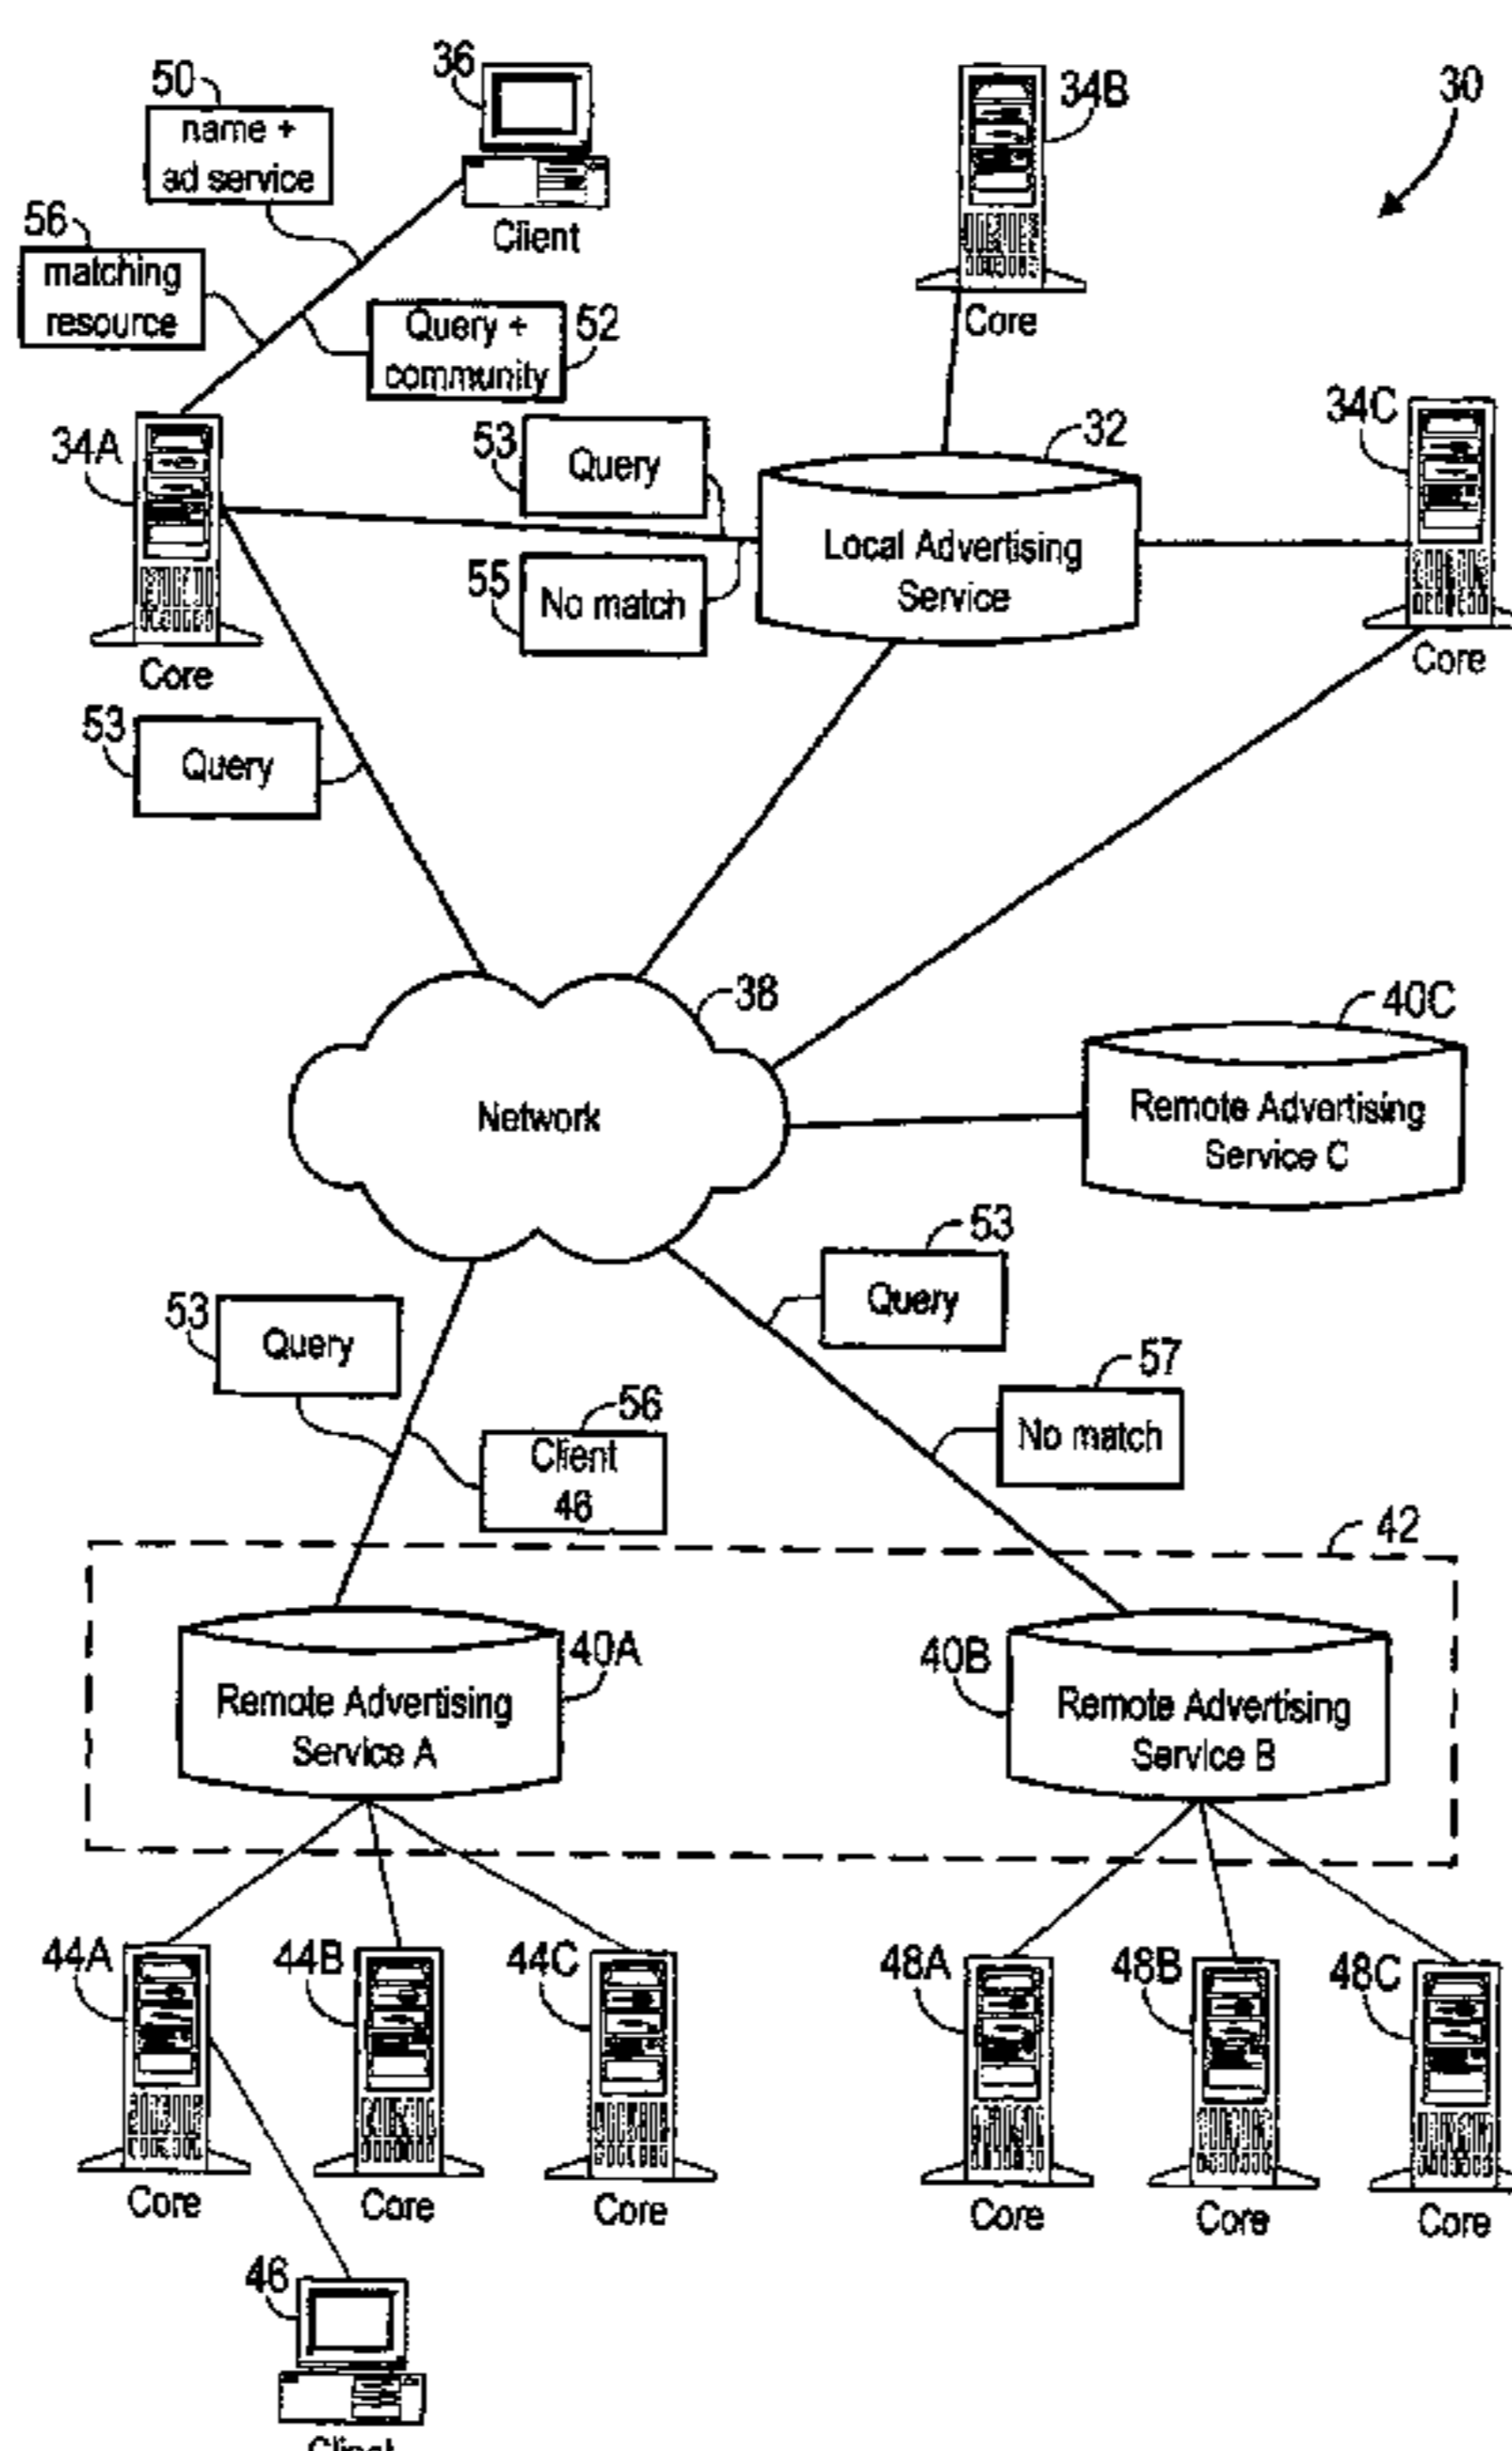 50
name +
ad service
36
Client
34B
Core
30
56
matching
resource
Query +
community
52
34A
Core
53
Query
55
No match
32
Local Advertising
Service
34C
Core
53
Query
38
Network
40C
Remote Advertising
Service C
53
Query
56
Client
46
53
Query
57
No match
42
40A
Remote Advertising
Service A
40B
Remote Advertising
Service B
44A
Core
44B
Core
44C
Core
48A
Core
48B
Core
48C
Core
46
Client